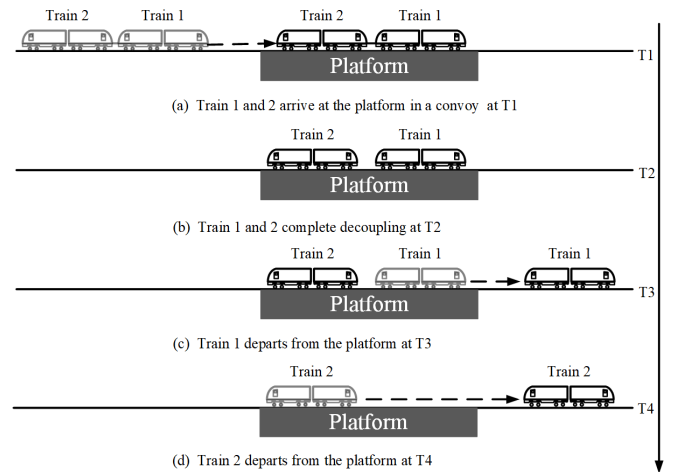 Train 2 Train 1 Train 2 Train 1
Platform
T1
(a) Train 1 and 2 arrive at the platform in a convoy at T1
Train 2 Train 1
Platform
T2
(b) Train 1 and 2 complete decoupling at T2
Train 2 Train 1 Train 1
Platform
T3
(c) Train 1 departs from the platform at T3
Train 2 Train 2
Platform
T4
(d) Train 2 departs from the platform at T4